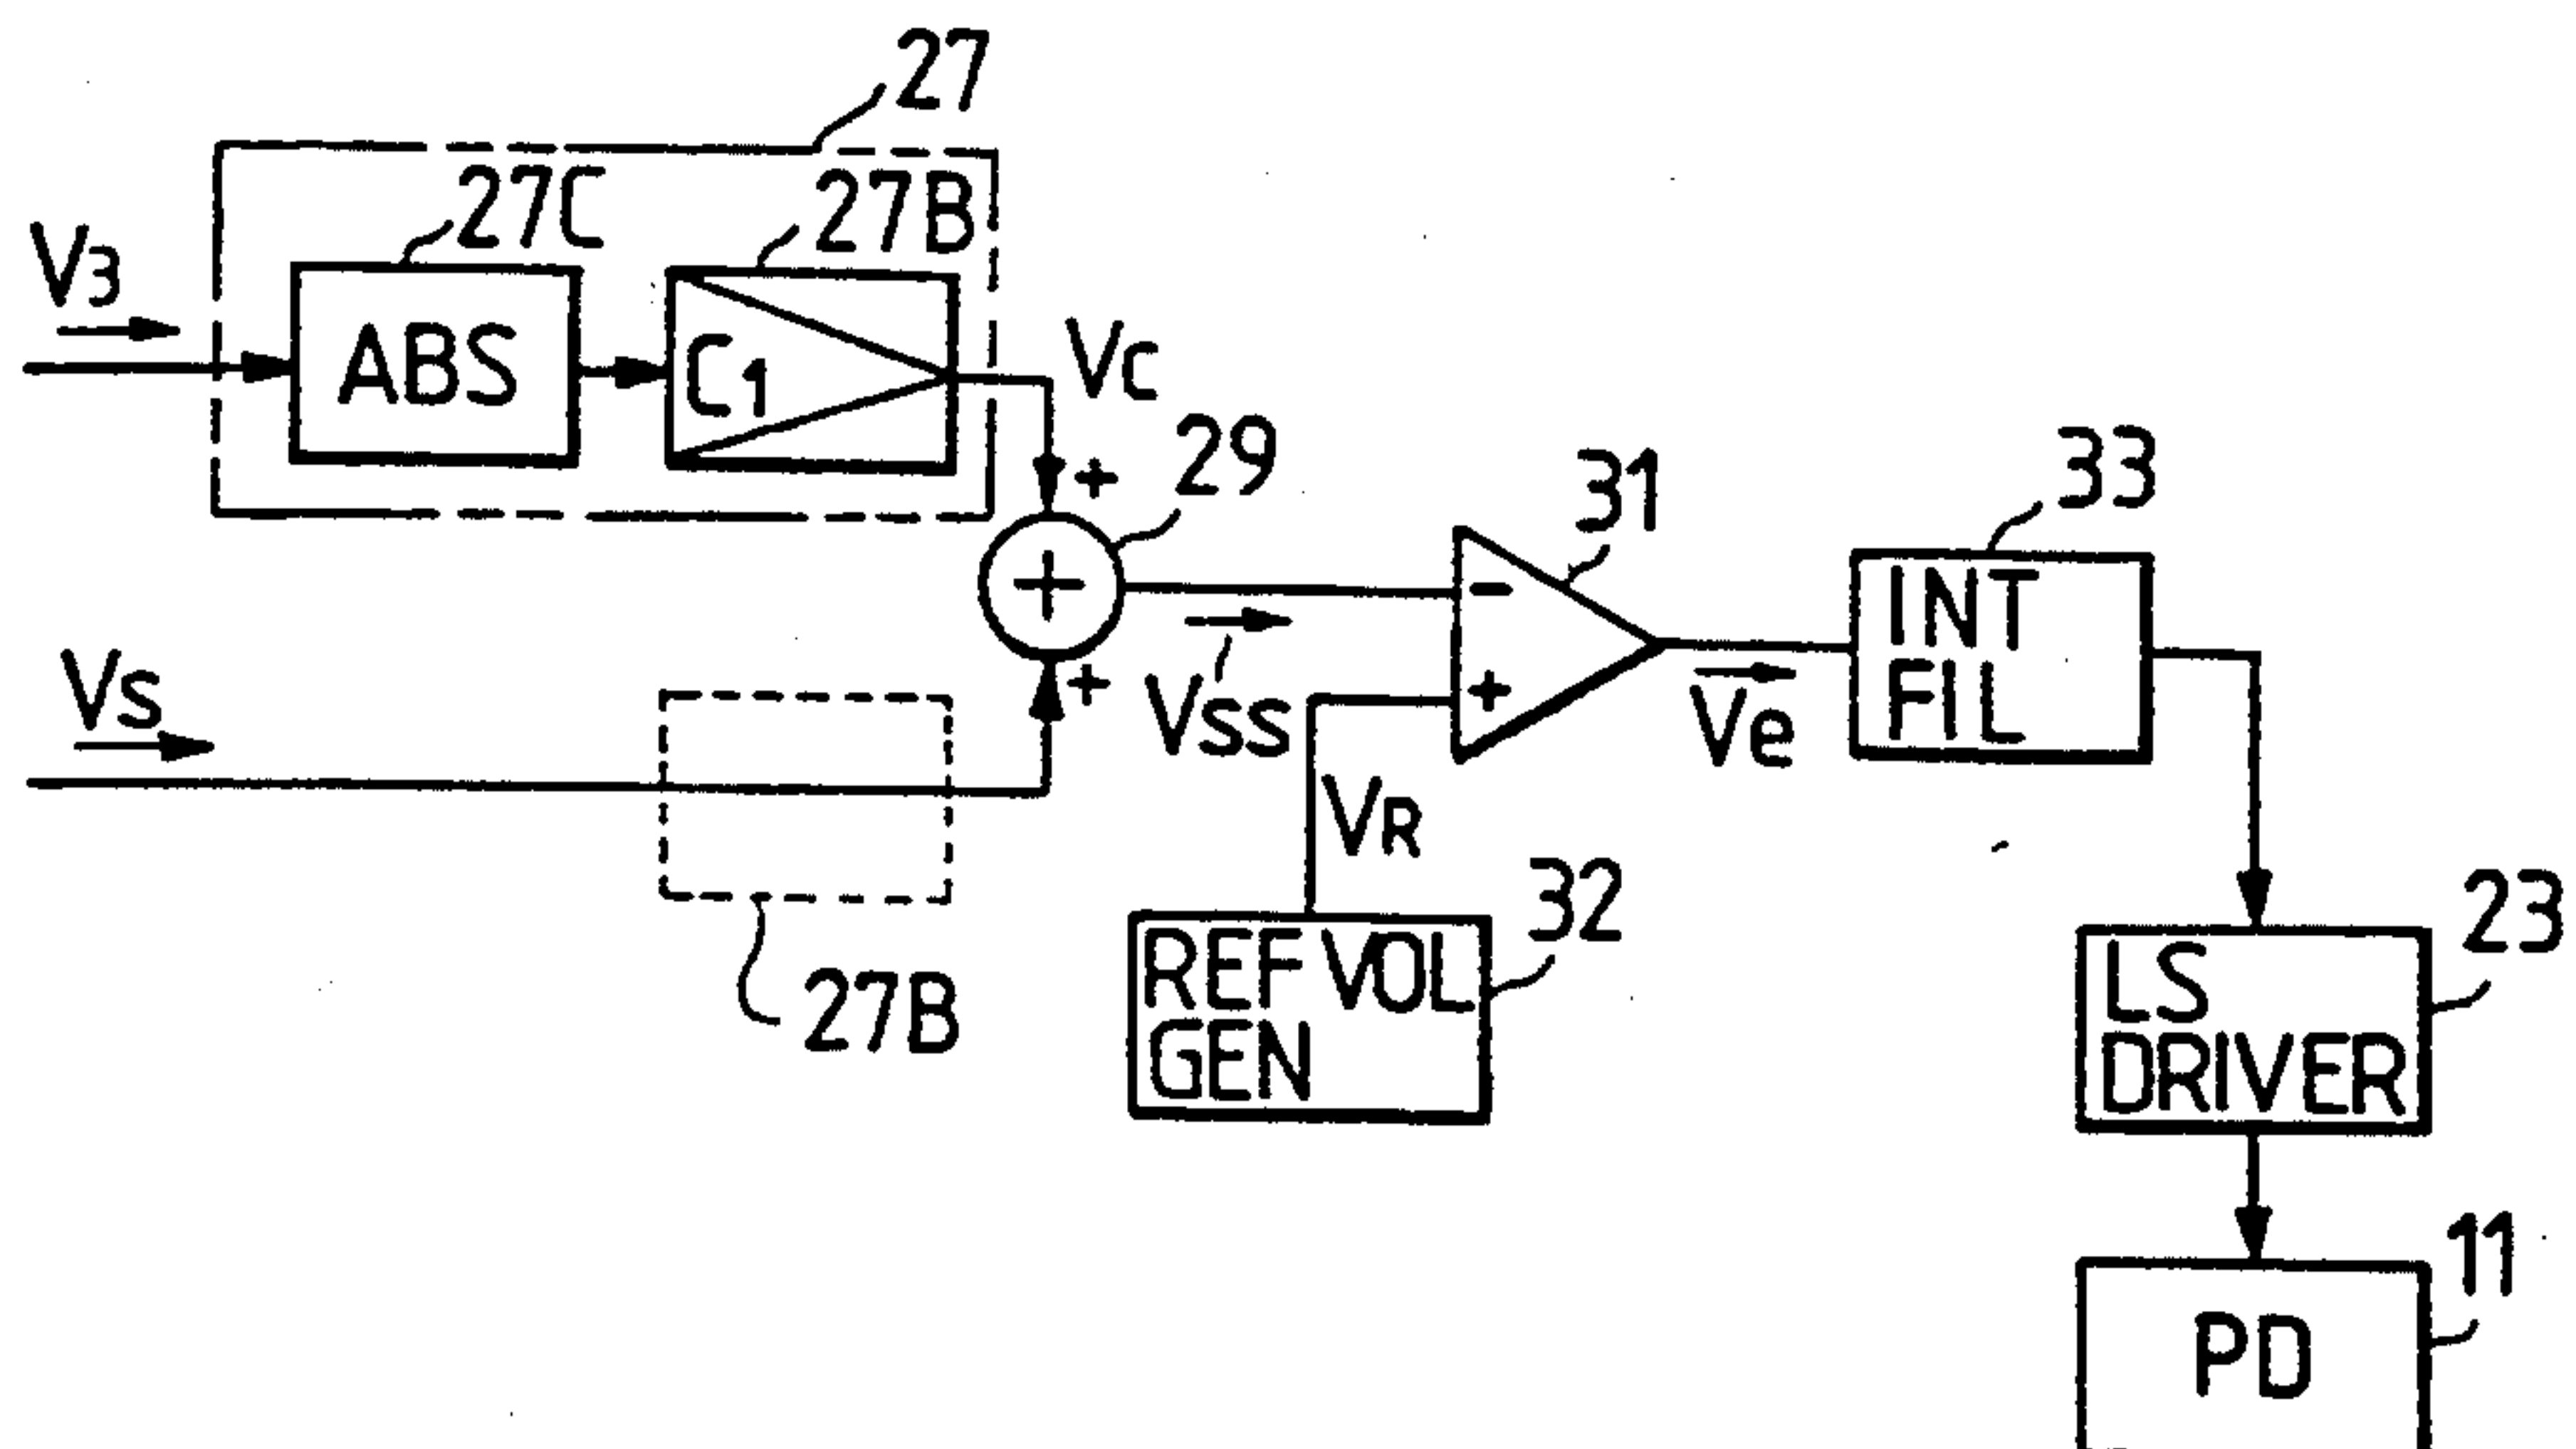 27
27C
27B
V3
ABS
C1
VC
29
+
+
+
31
33
INT
FIL
-
+
VS
VSS
Ve
VR
27B
32
REF VOL
GEN
23
LS
DRIVER
11
PD